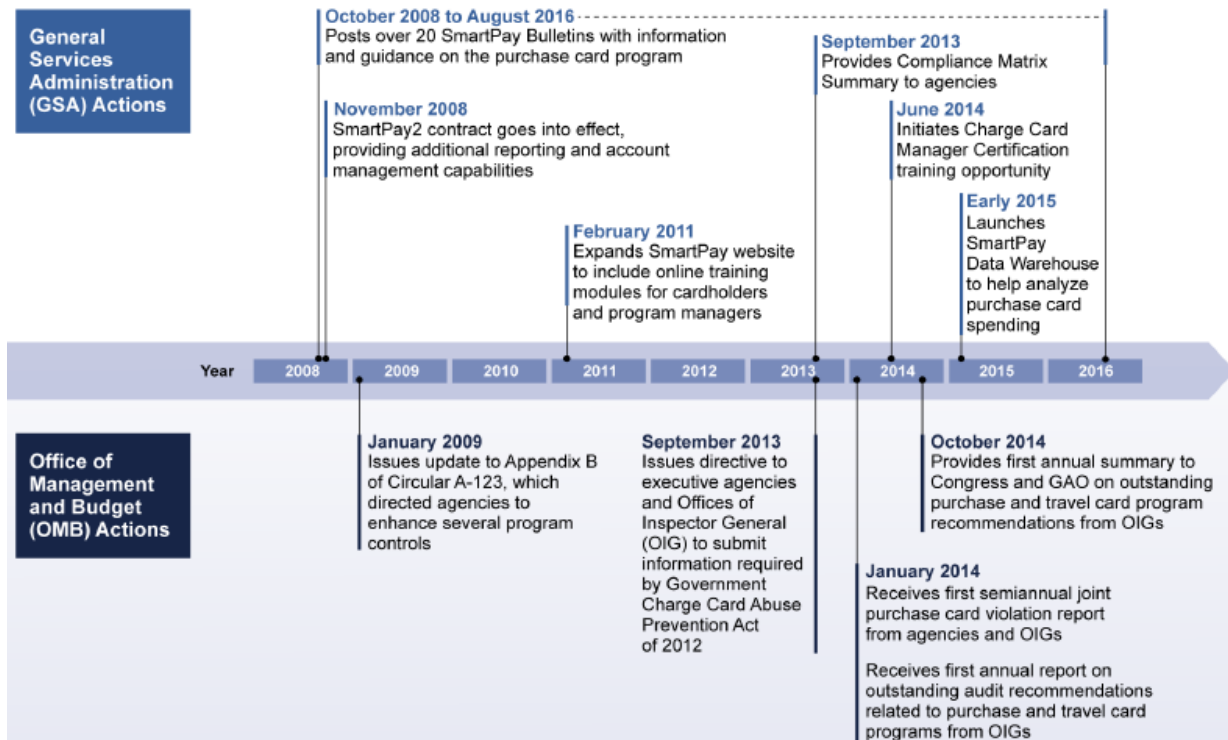 General
Services
Administration
(GSA) Actions
October 2008 to August 2016
Posts over 20 SmartPay Bulletins with information
and guidance on the purchase card program
November 2008
SmartPay2 contract goes into effect,
providing additional reporting and account
management capabilities
February 2011
Expands SmartPay website
to include online training
modules for cardholders
and program managers
September 2013
Provides Compliance Matrix
Summary to agencies
June 2014
Initiates Charge Card
Manager Certification
training opportunity
Early 2015
Launches
SmartPay
Data Warehouse
to help analyze
purchase card
spending
Year 2008 2009 2010 2011 2012 2013 2014 2015 2016
Office of
Management
and Budget
(OMB) Actions
January 2009
Issues update to Appendix B
of Circular A-123, which
directed agencies to
enhance several program
controls
September 2013
Issues directive to
executive agencies
and Offices of
Inspector General
(OIG) to submit
information required
by Government
Charge Card Abuse
Prevention Act
of 2012
October 2014
Provides first annual summary to
Congress and GAO on outstanding
purchase and travel card program
recommendations from OIGs
January 2014
Receives first semiannual joint
purchase card violation report
from agencies and OIGs
Receives first annual report on
outstanding audit recommendations
related to purchase and travel card
programs from OIGs